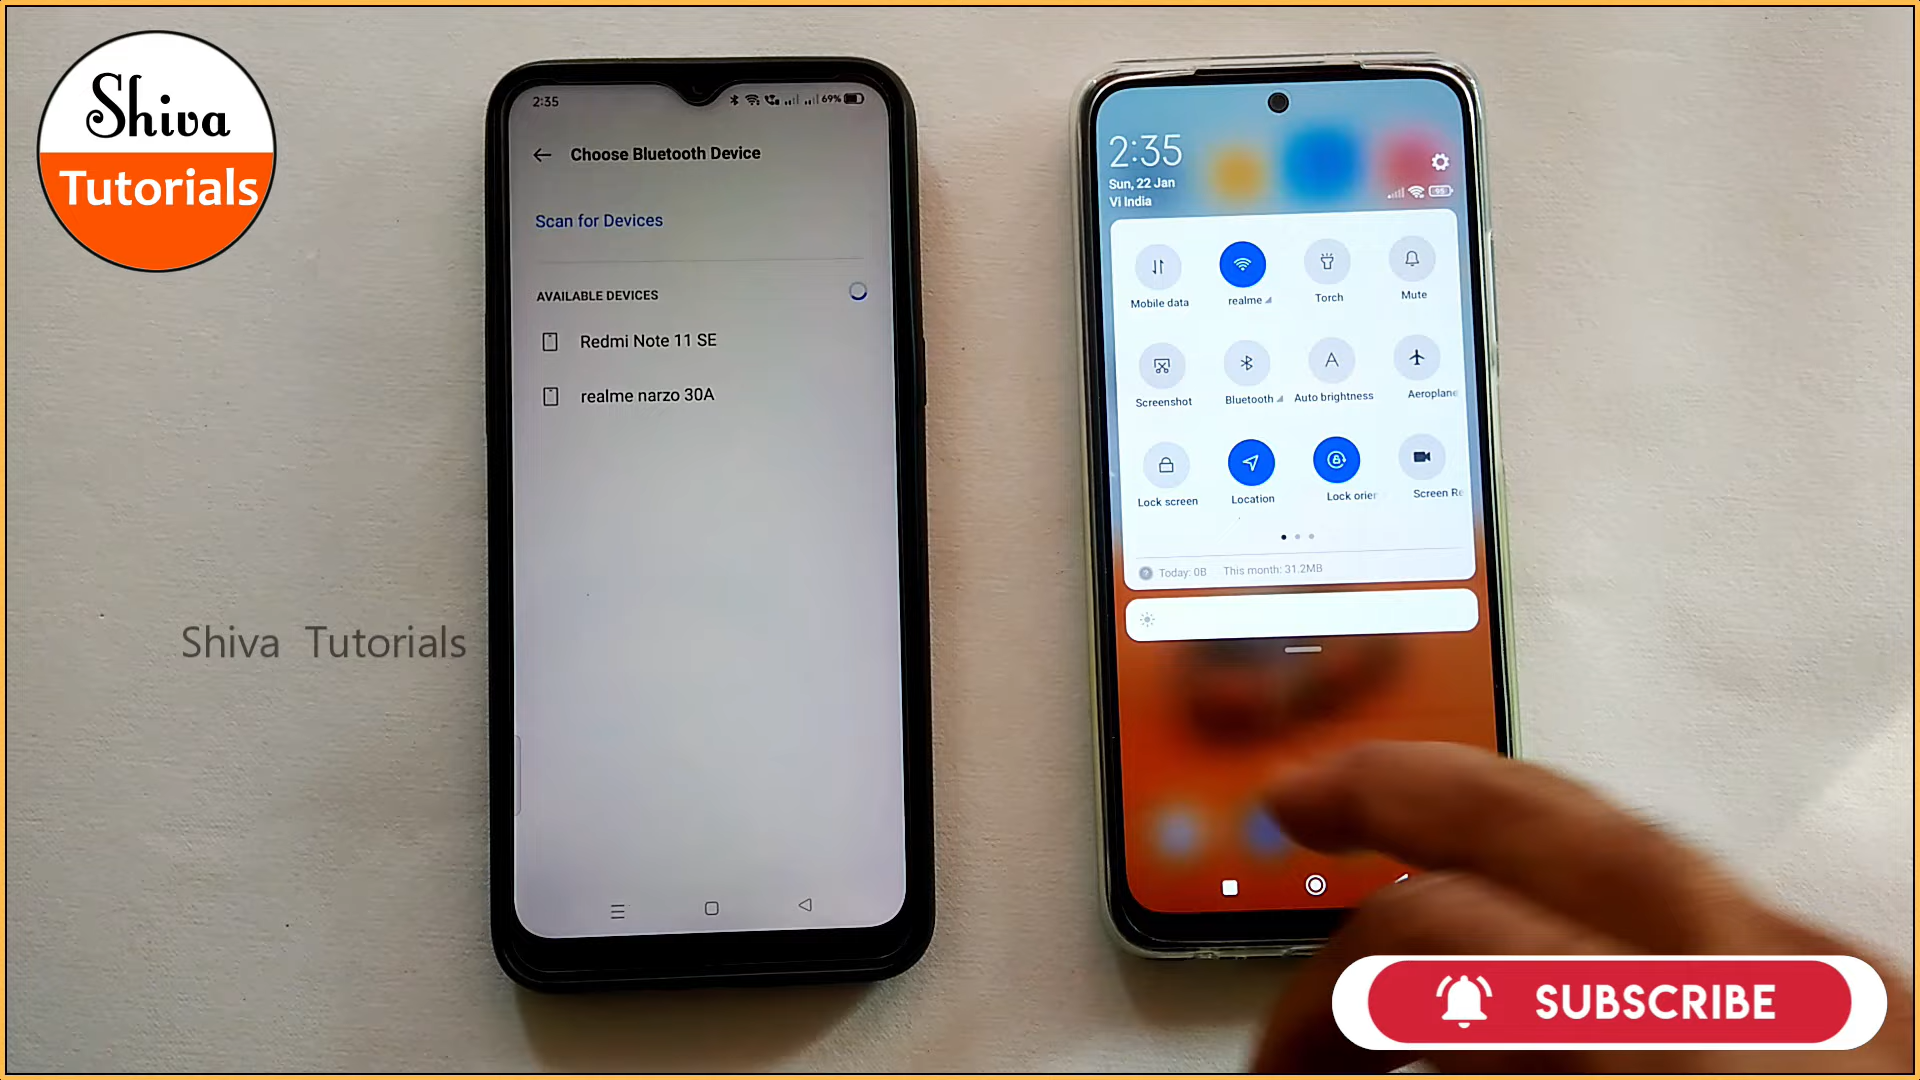 Shiva
Tutorials
Shiva Tutorials
2:35
69%
Choose Bluetooth Device
Scan for Devices
AVAILABLE DEVICES
Redmi Note 11 SE
realme narzo 30A
2:35
Sun, 22 Jan
Vi India
95
Mobile data
realme
Torch
Mute
Screenshot
Bluetooth
Auto brightness
Aeroplane
Lock screen
Location
Lock orier
Screen Re
Today: 0B This month: 31.2MB
SUBSCRIBE